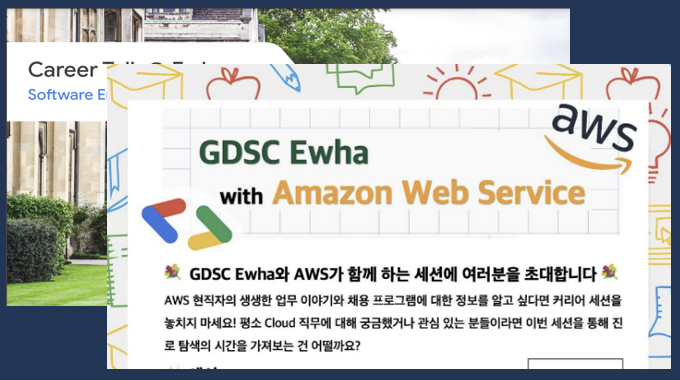 Career
Software
aws
GDSC Ewha
with Amazon Web Service
GDSC Ewha와 AWS가 함께 하는 세션에 여러분을 초대합니다
AWS 현직자의 생생한 업무 이야기와 채용 프로그램에 대한 정보를 알고 싶다면 커리어 세션을
놓치지 마세요! 평소 Cloud 직무에 대해 궁금했거나 관심 있는 분들이라면 이번 세션을 통해 진
로 탐색의 시간을 가져보는 건 어떨까요?